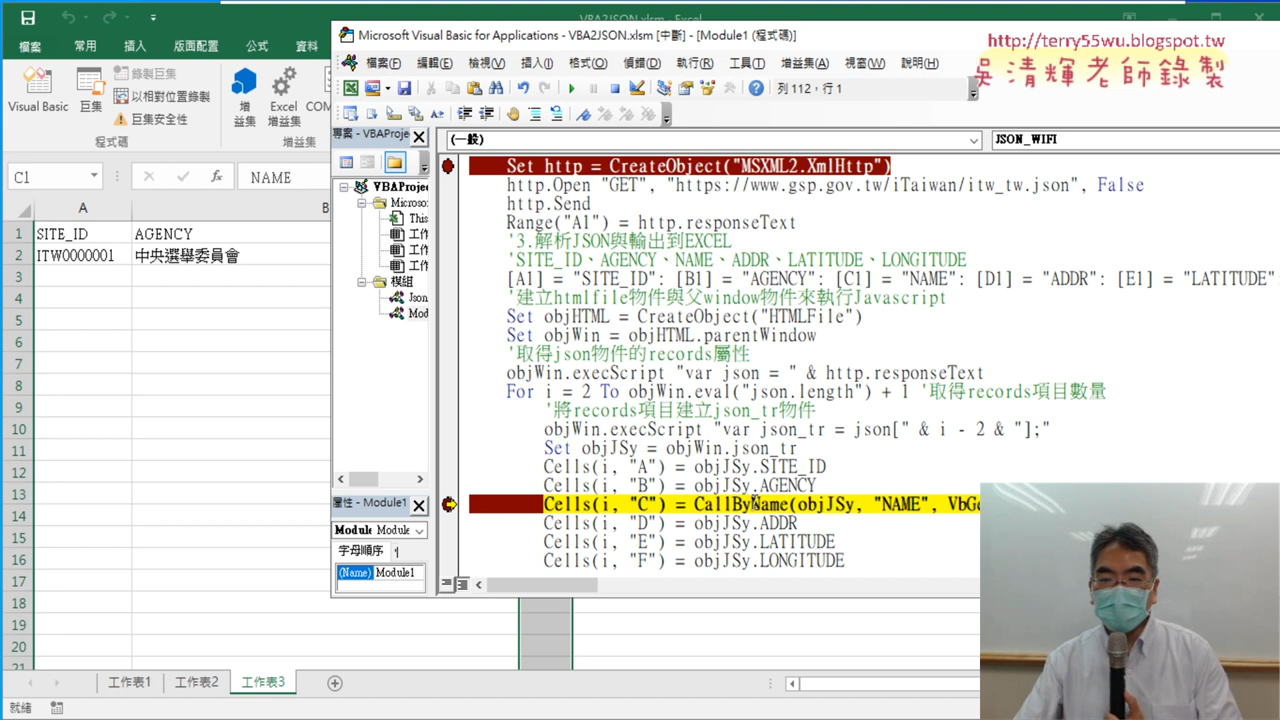 VBA2JSON.xlsm - Excel
檔案 常用 插入 版面配置 公式 資料
Visual Basic
巨集
錄製巨集
以相對位置錄製
巨集安全性
程式碼
增
益集
Excel
增益集
COM
增益集
C1
NAME
A B
1 SITE_ID AGENCY
2 ITW0000001 中央選舉委員會
3
4
5
6
7
8
9
10
11
12
13
14
15
16
17
18
19
20
21
工作表1 工作表2 工作表3
就緒
Microsoft Visual Basic for Applications - VBA2JSON.xlsm [中斷] - [Module1 (程式碼)]
檔案(F) 編輯(E) 檢視(V) 插入(I) 格式(O) 偵錯(D) 執行(R) 工具(T) 增益集(A) 視窗(W) 說明(H)
列 112，行 1
專案 - VBAProje
VBAProje
Microso
This
工作
工作
工作
模組
Json
Mod
屬性 - Module1
Module Module
字母順序
(Name) Module1
(一般)
JSON_WIFI
Set http = CreateObject("MSXML2.XmlHttp")
http.Open "GET", "https://www.gsp.gov.tw/iTaiwan/itw_tw.json", False
http.Send
Range("A1") = http.responseText
'3.解析JSON與輸出到EXCEL
'SITE_ID、AGENCY、NAME、ADDR、LATITUDE、LONGITUDE
[A1] = "SITE_ID": [B1] = "AGENCY": [C1] = "NAME": [D1] = "ADDR": [E1] = "LATITUDE"
'建立htmlfile物件與父window物件來執行Javascript
Set objHTML = CreateObject("HTMLFile")
Set objWin = objHTML.parentWindow
'取得json物件的records屬性
objWin.execScript "var json = " & http.responseText
For i = 2 To objWin.eval("json.length") + 1 '取得records項目數量
'將records項目建立json_tr物件
objWin.execScript "var json_tr = json[" & i - 2 & "];"
Set objJSy = objWin.json_tr
Cells(i, "A") = objJSy.SITE_ID
Cells(i, "B") = objJSy.AGENCY
Cells(i, "C") = CallByName(objJSy, "NAME", VbGe
Cells(i, "D") = objJSy.ADDR
Cells(i, "E") = objJSy.LATITUDE
Cells(i, "F") = objJSy.LONGITUDE
http://terry55wu.blogspot.tw
吳清輝老師錄製